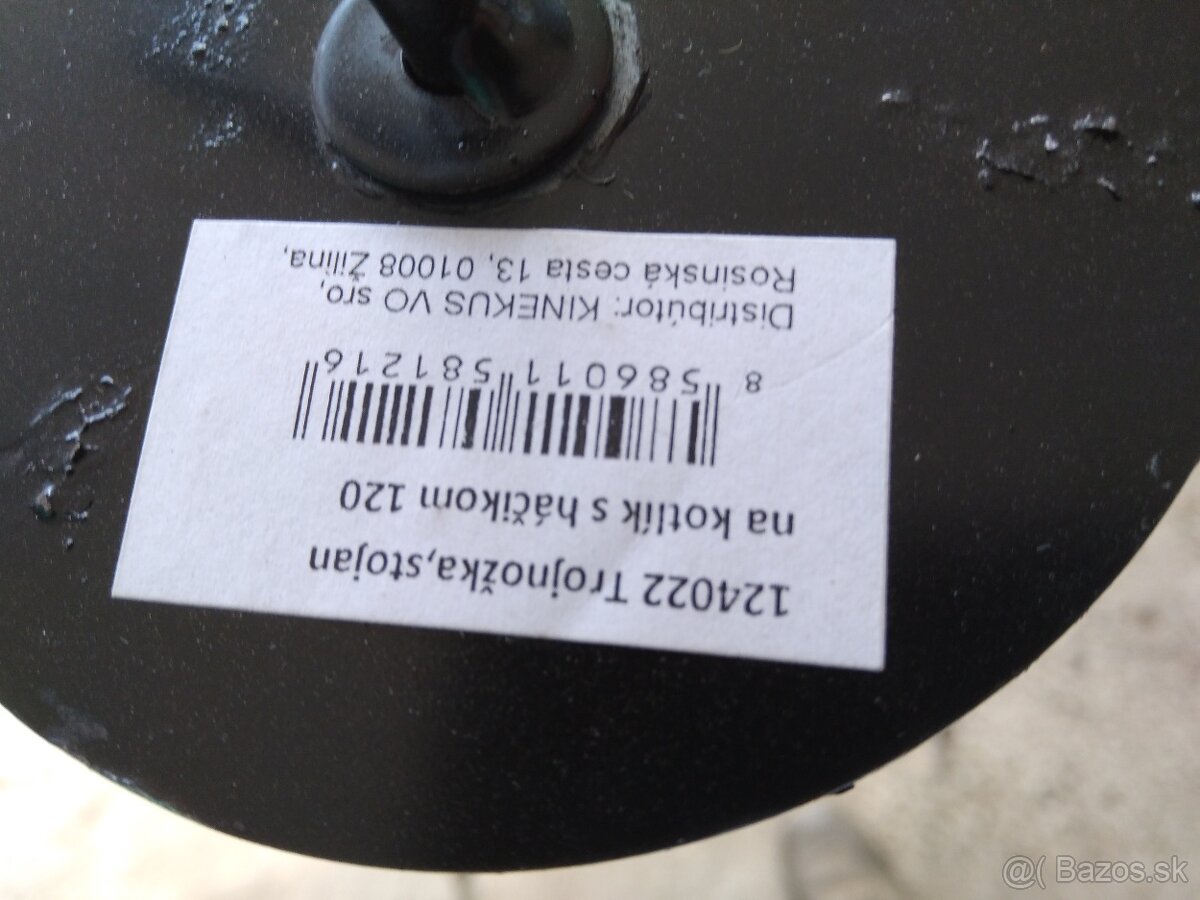 124022 Trojnožka,stojan
na kotlík s háčikom 120
8 586011 581216
Distribútor: KINEKUS VO sro,
Rosinská cesta 13, 01008 Žilina,
@( Bazos.sk